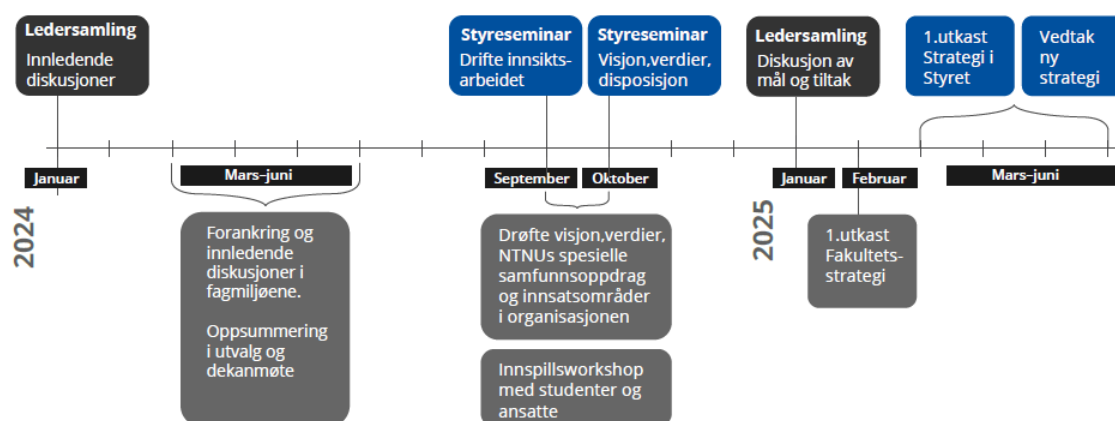 Ledersamling
Innledende
diskusjoner
Styreseminar
Drifte innsikts-
arbeidet
Styreseminar
Visjon,verdier,
disposisjon
Ledersamling
Diskusjon av
mål og tiltak
1.utkast
Strategi i
Styret
Vedtak
ny
strategi
Januar
Mars–juni
September
Oktober
Januar
Februar
Mars–juni
2024
2025
Forankring og
innledende
diskusjoner i
fagmiljøene.
Oppsummering
i utvalg og
dekanmøte
Drøfte visjon,verdier,
NTNUs spesielle
samfunnsoppdrag
og innsatsområder
i organisasjonen
Innspillsworkshop
med studenter og
ansatte
1.utkast
Fakultets-
strategi